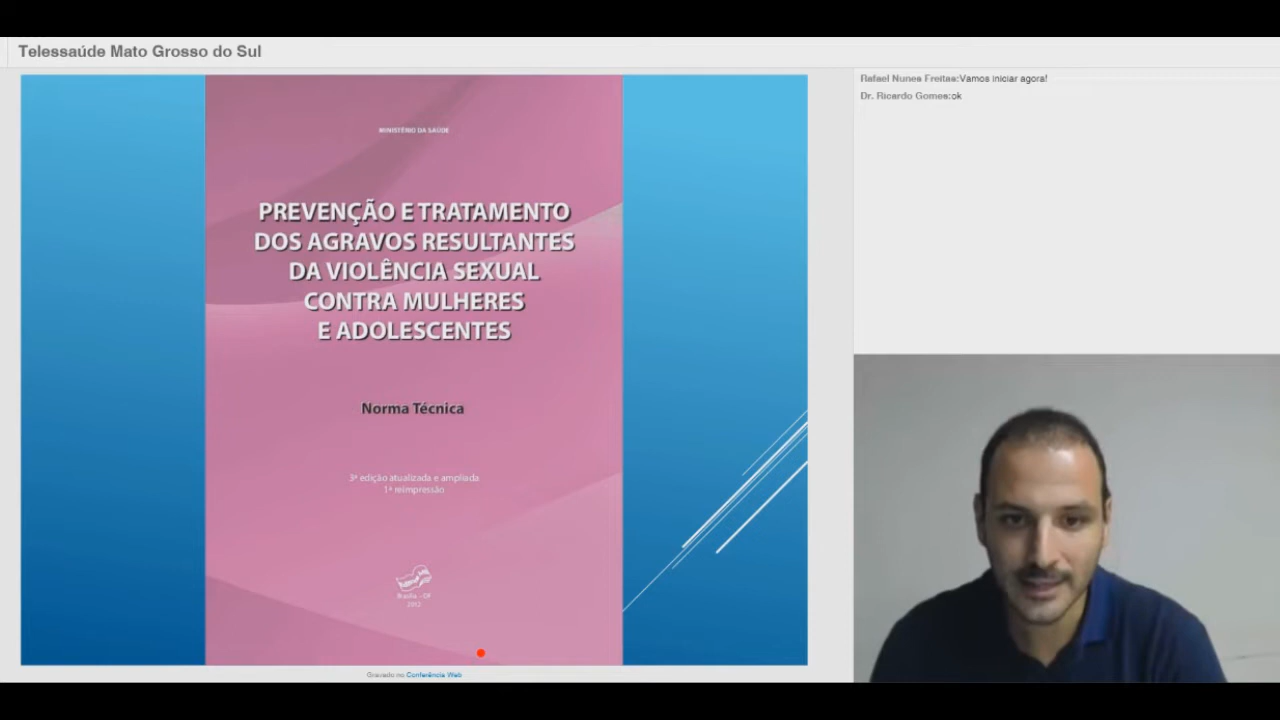 Telessaúde Mato Grosso do Sul
Rafael Nunes Freitas:Vamos iniciar agora!
Dr. Ricardo Gomes:ok
MINISTÉRIO DA SAÚDE
PREVENÇÃO E TRATAMENTO
DOS AGRAVOS RESULTANTES
DA VIOLÊNCIA SEXUAL
CONTRA MULHERES
E ADOLESCENTES
Norma Técnica
3ª edição atualizada e ampliada
1ª reimpressão
Brasília – DF
2012
Gravado no Conferência Web